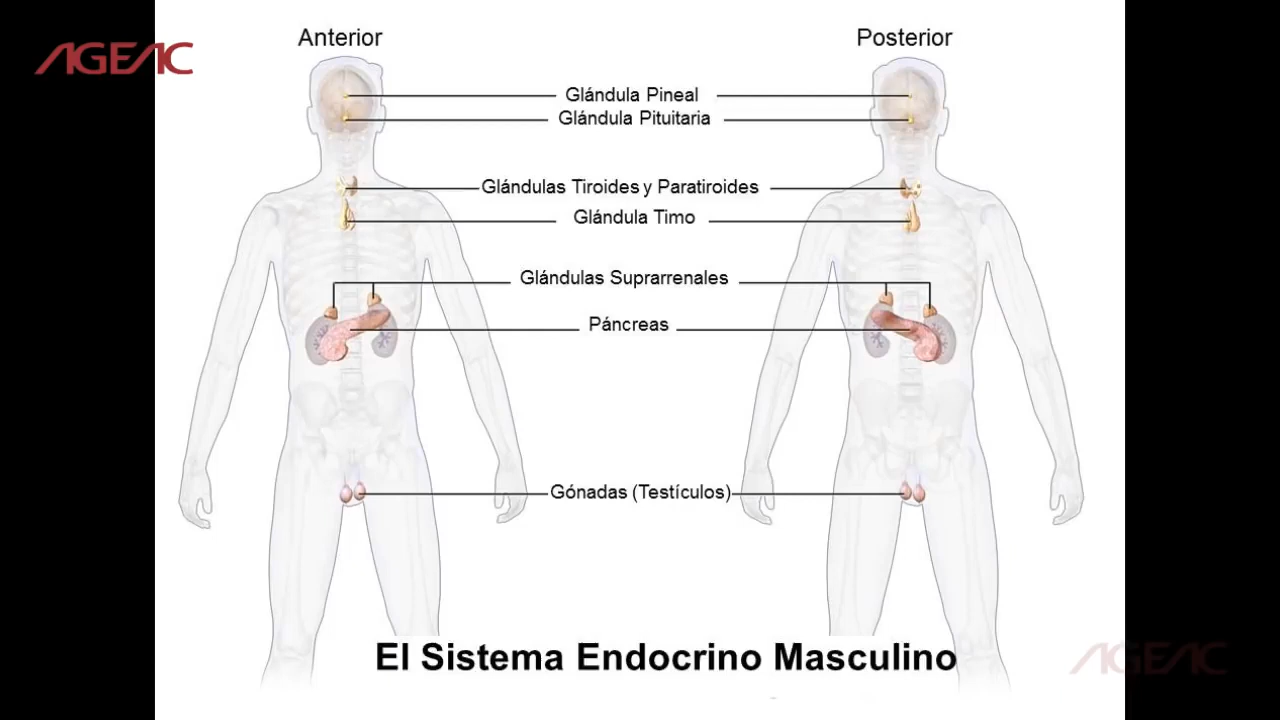 AGEAC
Anterior
Posterior
Glándula Pineal
Glándula Pituitaria
Glándulas Tiroides y Paratiroides
Glándula Timo
Glándulas Suprarrenales
Páncreas
Gónadas (Testículos)
El Sistema Endocrino Masculino
AGEAC